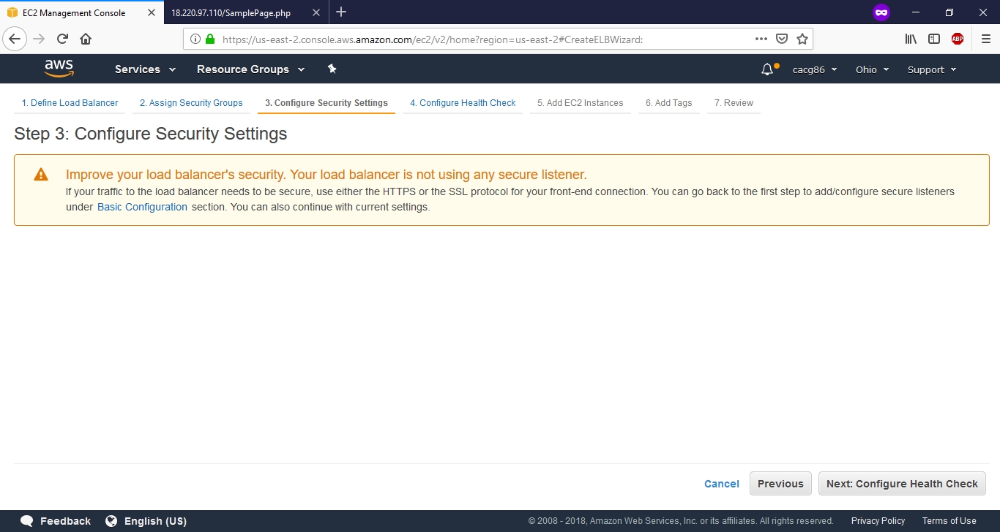 EC2 Management Console
18.220.97.110/SamplePage.php
https://us-east-2.console.aws.amazon.com/ec2/v2/home?region=us-east-2#CreateELBWizard:
ABP
aws Services Resource Groups cacg86 Ohio Support
1. Define Load Balancer 2. Assign Security Groups 3. Configure Security Settings 4. Configure Health Check 5. Add EC2 Instances 6. Add Tags 7. Review
Step 3: Configure Security Settings
Improve your load balancer's security. Your load balancer is not using any secure listener.
If your traffic to the load balancer needs to be secure, use either the HTTPS or the SSL protocol for your front-end connection. You can go back to the first step to add/configure secure listeners
under Basic Configuration section. You can also continue with current settings.
Cancel Previous Next: Configure Health Check
Feedback English (US) © 2008 - 2018, Amazon Web Services, Inc. or its affiliates. All rights reserved. Privacy Policy Terms of Use